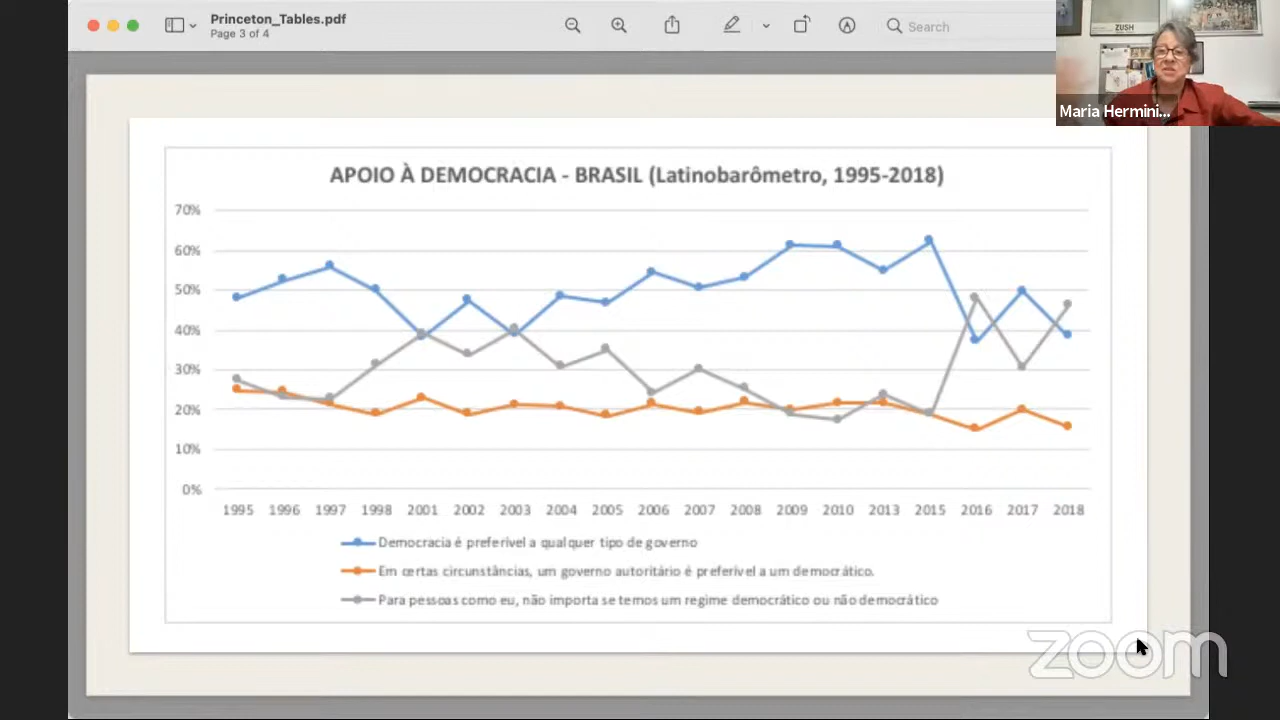 Princeton_Tables.pdf
Page 3 of 4
Search
ZUSH
Maria Hermini...
APOIO À DEMOCRACIA - BRASIL (Latinobarômetro, 1995-2018)
70%
60%
50%
40%
30%
20%
10%
0%
1995 1996 1997 1998 2001 2002 2003 2004 2005 2006 2007 2008 2009 2010 2013 2015 2016 2017 2018
Democracia é preferível a qualquer tipo de governo
Em certas circunstâncias, um governo autoritário é preferível a um democrático.
Para pessoas como eu, não importa se temos um regime democrático ou não democrático
zoom